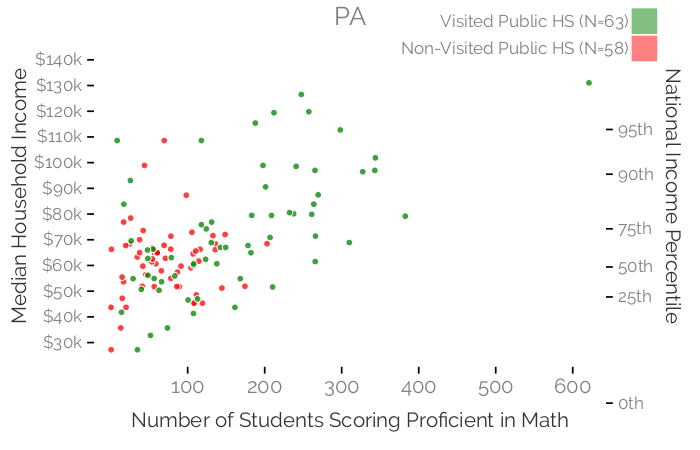 PA
Visited Public HS (N=63)
Non-Visited Public HS (N=58)
Median Household Income
$140k
$130k
$120k
$110k
$100k
$90k
$80k
$70k
$60k
$50k
$40k
$30k
National Income Percentile
95th
90th
75th
50th
25th
0th
100
200
300
400
500
600
Number of Students Scoring Proficient in Math